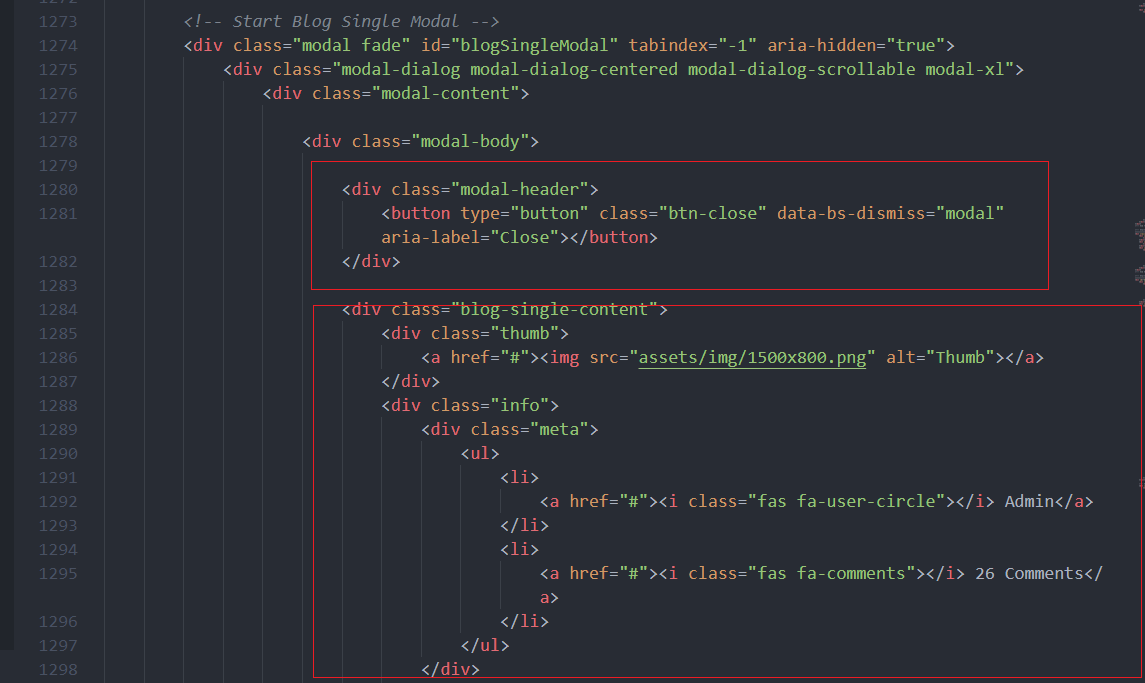 1272
1273 <!-- Start Blog Single Modal -->
1274 <div class="modal fade" id="blogSingleModal" tabindex="-1" aria-hidden="true">
1275 <div class="modal-dialog modal-dialog-centered modal-dialog-scrollable modal-xl">
1276 <div class="modal-content">
1277
1278 <div class="modal-body">
1279
1280 <div class="modal-header">
1281 <button type="button" class="btn-close" data-bs-dismiss="modal"
aria-label="Close"></button>
1282 </div>
1283
1284 <div class="blog-single-content">
1285 <div class="thumb">
1286 <a href="#"><img src="assets/img/1500x800.png" alt="Thumb"></a>
1287 </div>
1288 <div class="info">
1289 <div class="meta">
1290 <ul>
1291 <li>
1292 <a href="#"><i class="fas fa-user-circle"></i> Admin</a>
1293 </li>
1294 <li>
1295 <a href="#"><i class="fas fa-comments"></i> 26 Comments</
a>
1296 </li>
1297 </ul>
1298 </div>